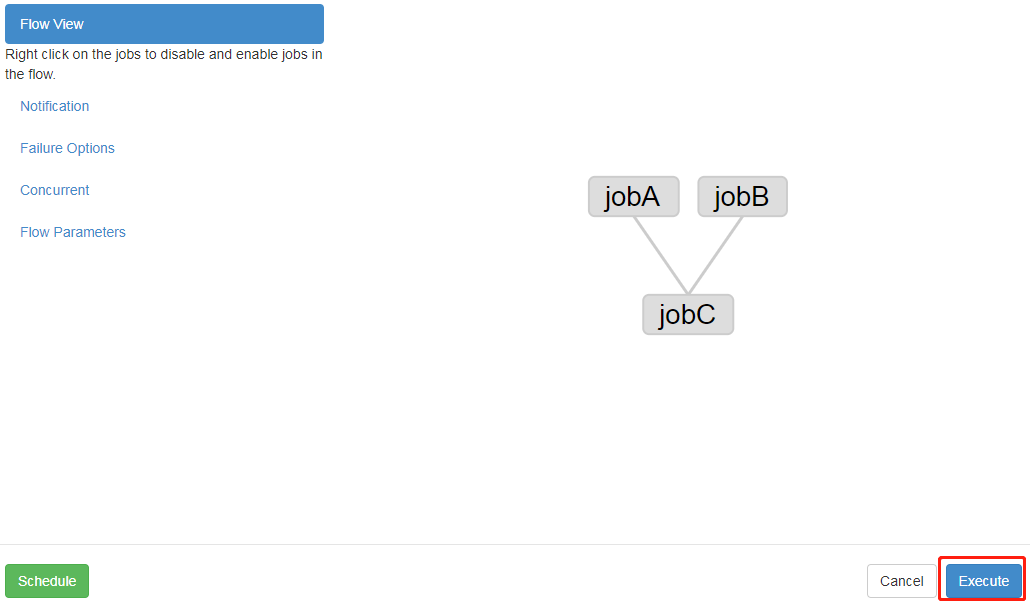 Flow View
Right click on the jobs to disable and enable jobs in
the flow.
Notification
Failure Options
Concurrent
Flow Parameters
jobA
jobB
jobC
Schedule
Cancel
Execute